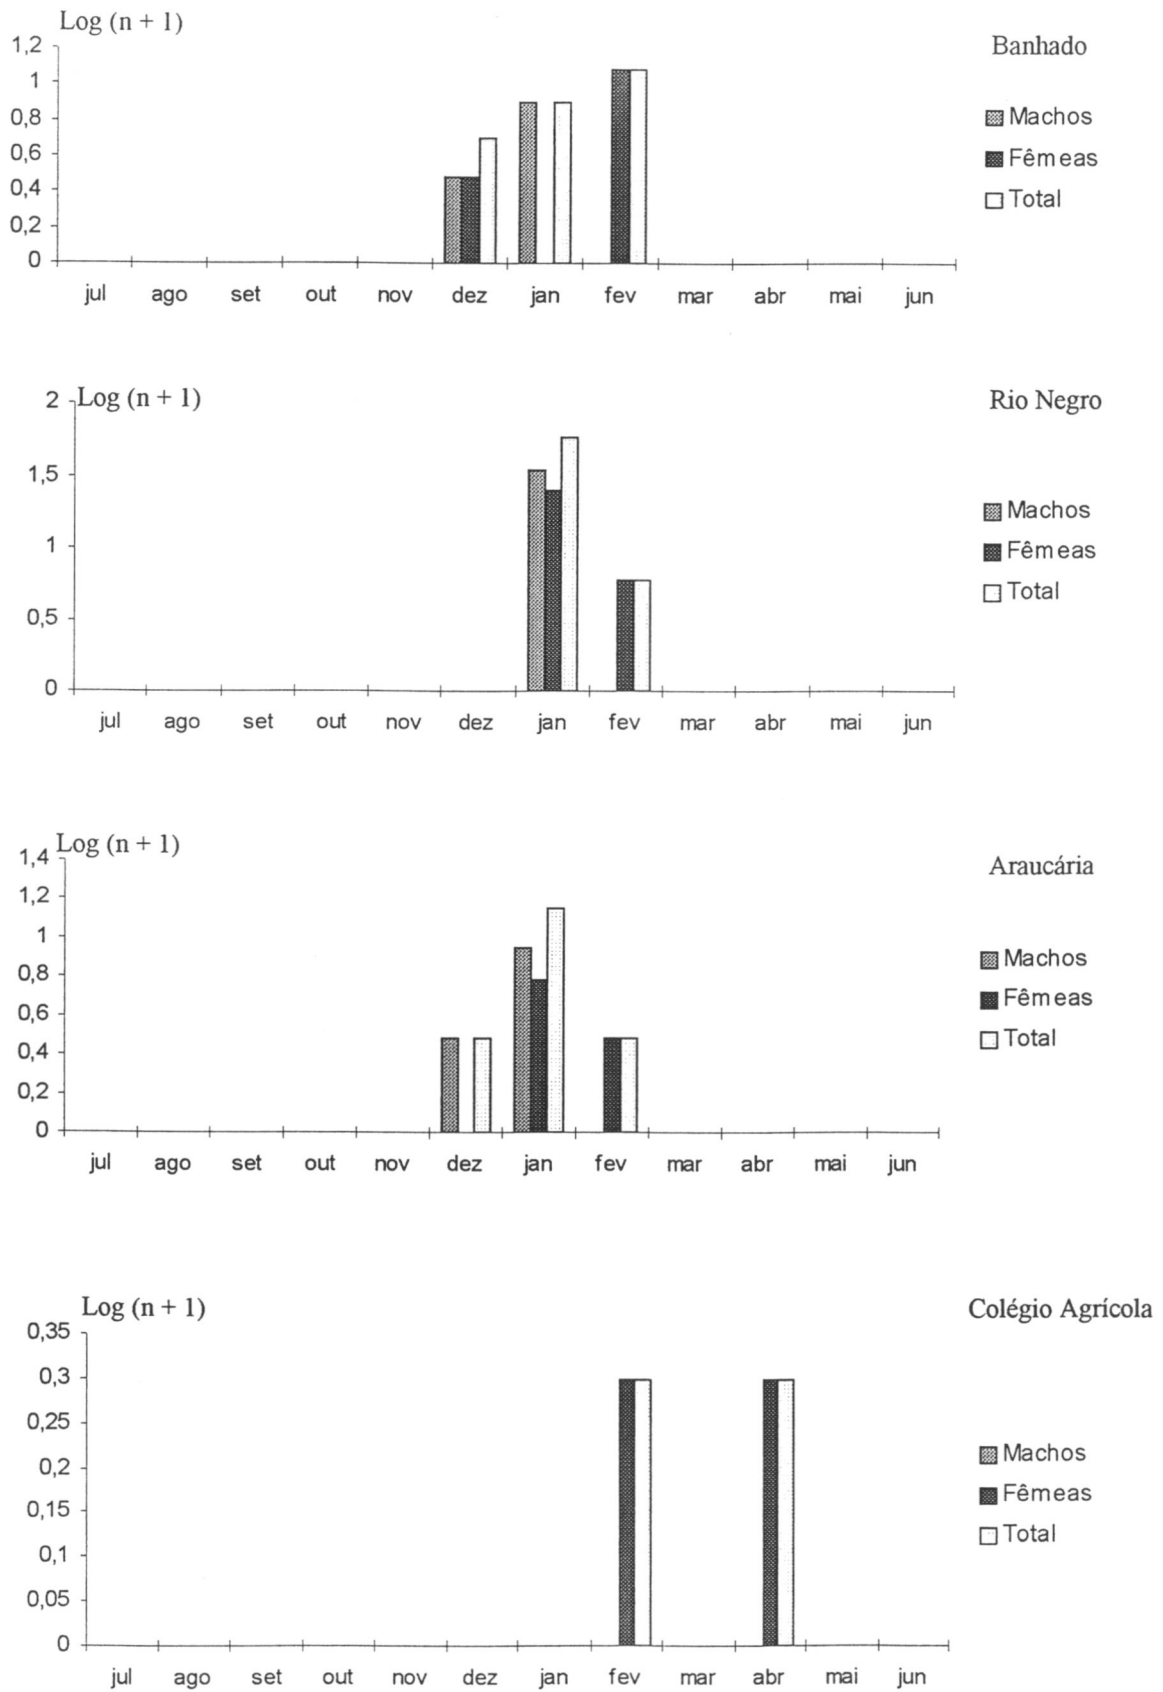 Log (n + 1)
Banhado
1,2
1
0,8
0,6
0,4
0,2
0
Machos
Fêmeas
Total
jul ago set out nov dez jan fev mar abr mai jun
Log (n + 1)
Rio Negro
2
1,5
1
0,5
0
Machos
Fêmeas
Total
jul ago set out nov dez jan fev mar abr mai jun
Log (n + 1)
Araucária
1,4
1,2
1
0,8
0,6
0,4
0,2
0
Machos
Fêmeas
Total
jul ago set out nov dez jan fev mar abr mai jun
Log (n + 1)
Colégio Agrícola
0,35
0,3
0,25
0,2
0,15
0,1
0,05
0
Machos
Fêmeas
Total
jul ago set out nov dez jan fev mar abr mai jun